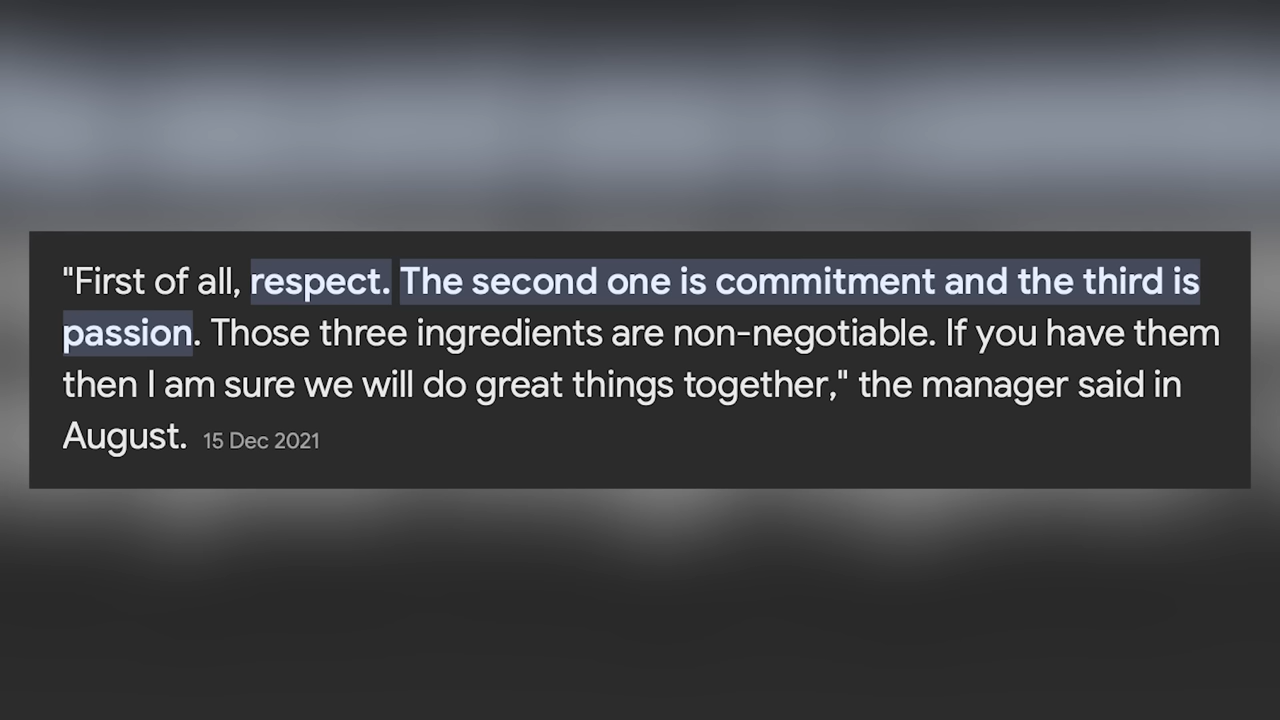 "First of all, respect. The second one is commitment and the third is
passion. Those three ingredients are non-negotiable. If you have them
then I am sure we will do great things together," the manager said in
August. 15 Dec 2021